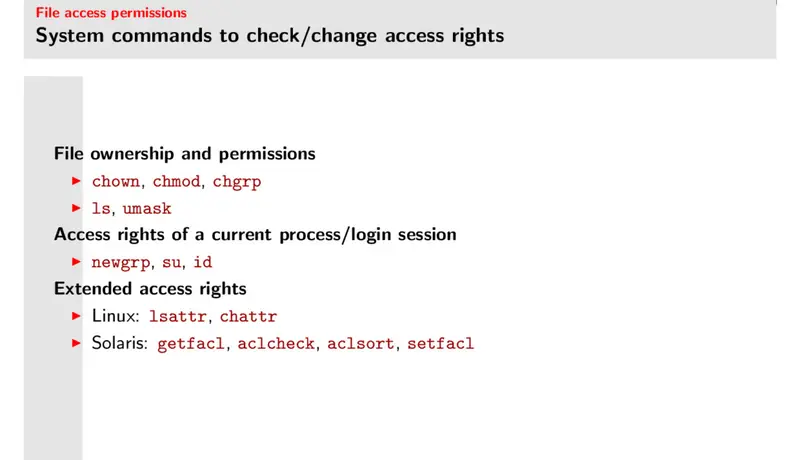 File access permissions
System commands to check/change access rights
File ownership and permissions
▶ chown, chmod, chgrp
▶ ls, umask
Access rights of a current process/login session
▶ newgrp, su, id
Extended access rights
▶ Linux: lsattr, chattr
▶ Solaris: getfacl, aclcheck, aclsort, setfacl